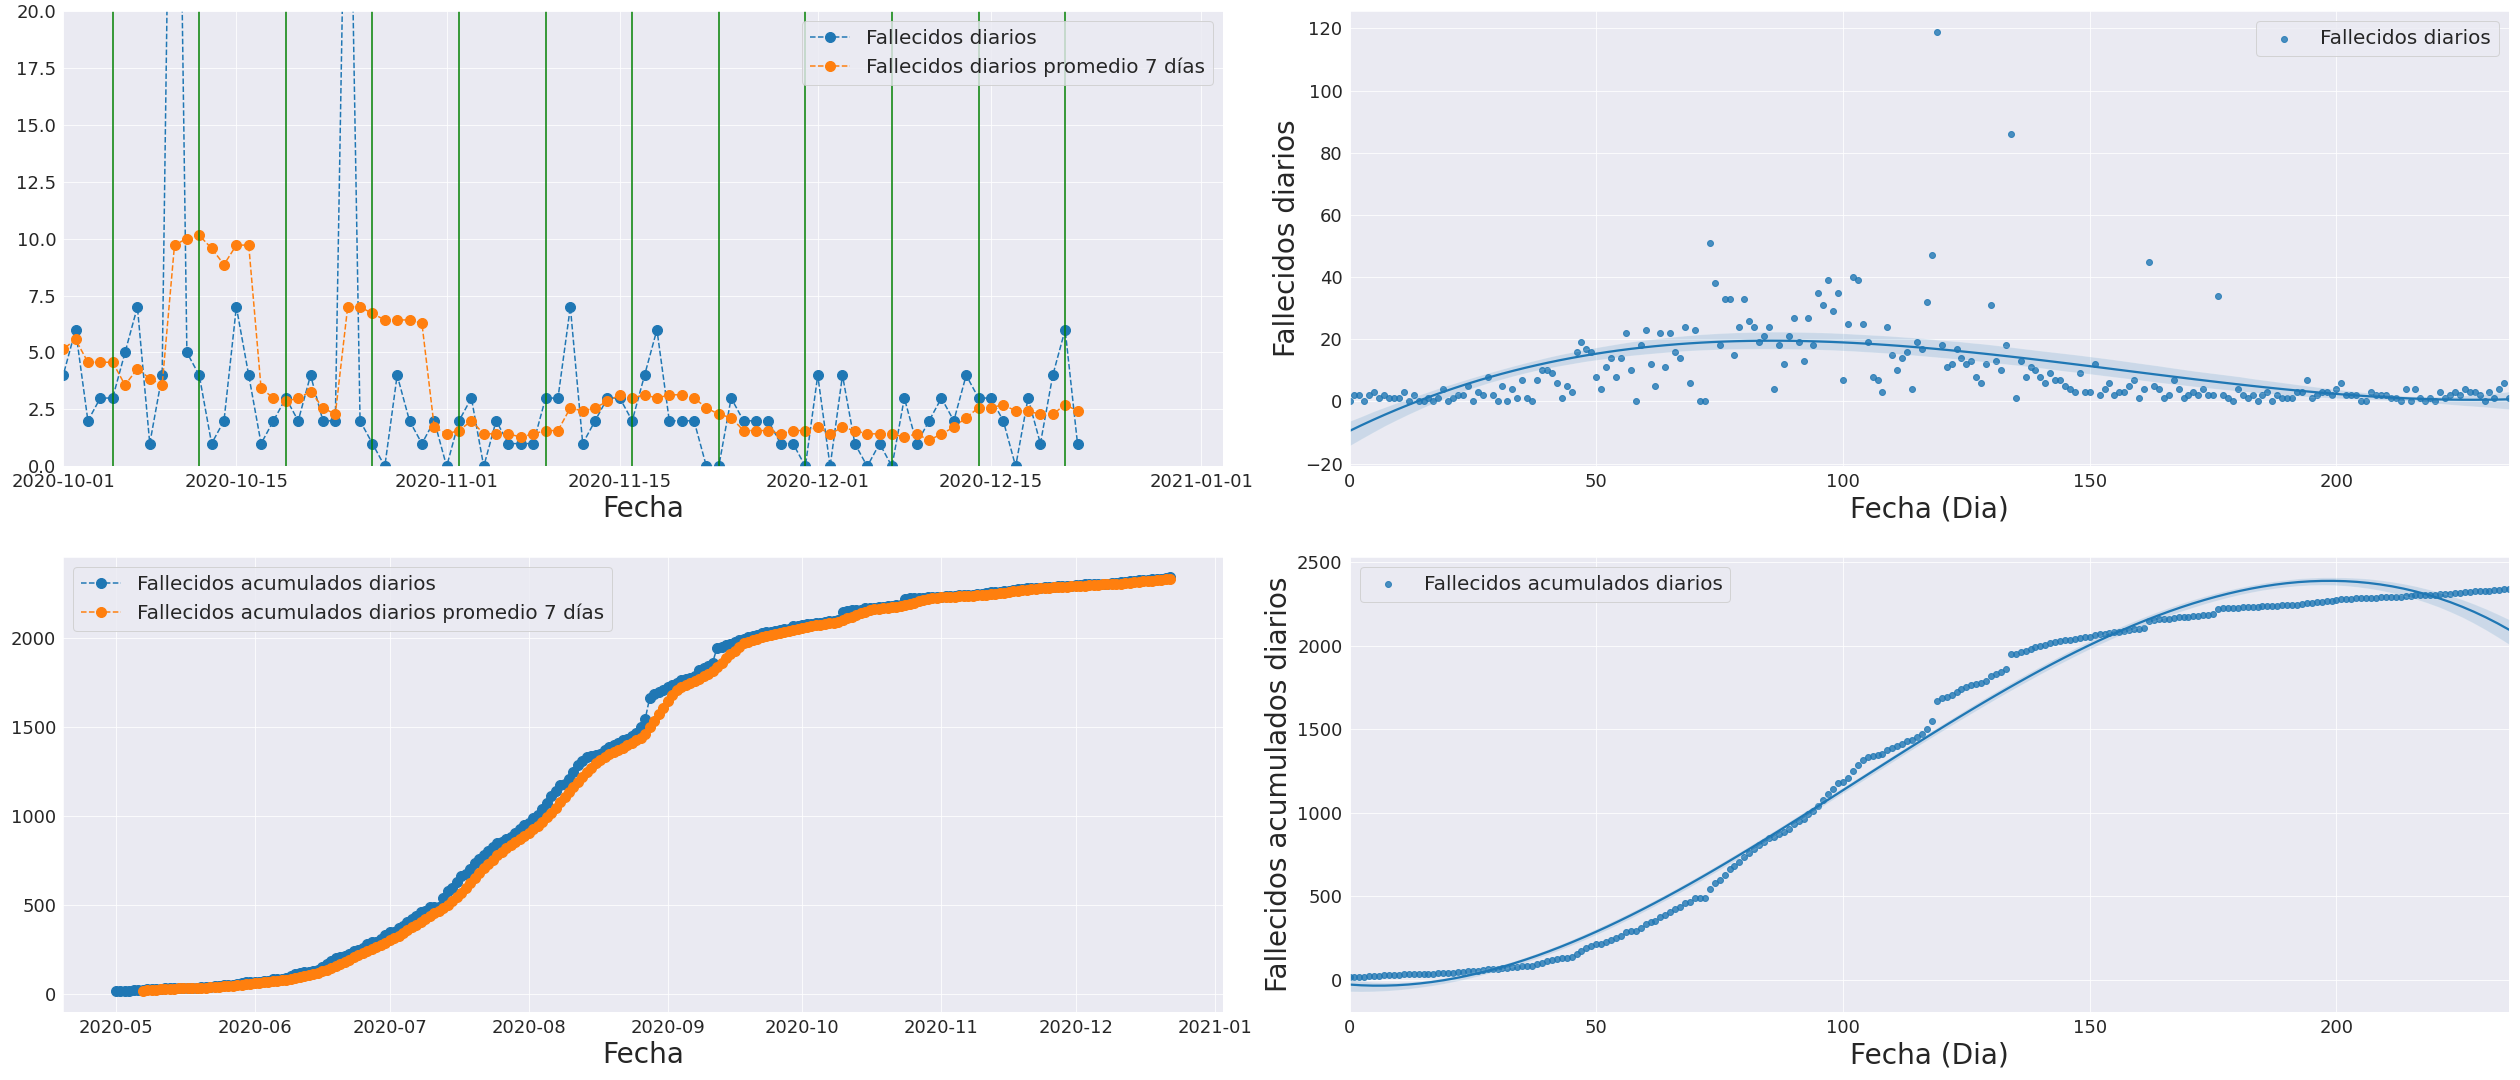 20.0
17.5
15.0
12.5
10.0
7.5
5.0
2.5
0.0
Fallecidos diarios
Fallecidos diarios promedio 7 días
2020-10-01 2020-10-15 2020-11-01 2020-11-15 2020-12-01 2020-12-15 2021-01-01
Fecha
Fallecidos diarios
120
100
80
60
40
20
0
−20
Fallecidos diarios
0 50 100 150 200
Fecha (Dia)
2000
1500
1000
500
0
Fallecidos acumulados diarios
Fallecidos acumulados diarios promedio 7 días
2020-05 2020-06 2020-07 2020-08 2020-09 2020-10 2020-11 2020-12 2021-01
Fecha
Fallecidos acumulados diarios
2500
2000
1500
1000
500
0
Fallecidos acumulados diarios
0 50 100 150 200
Fecha (Dia)